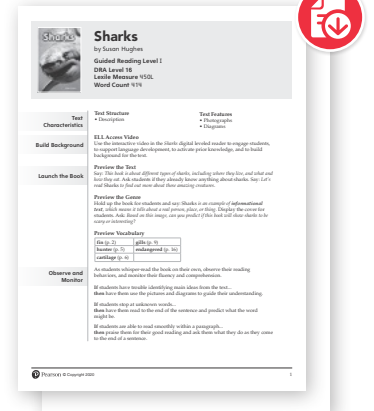 Sharks
Sharks
by Susan Hughes
Guided Reading Level I
DRA Level 16
Lexile Measure 450L
Word Count 414
Text
Characteristics
Text Structure
• Description
Text Features
• Photographs
• Diagrams
Build Background
ELL Access Video
Use the interactive video in the Sharks digital leveled reader to engage students,
to support language development, to activate prior knowledge, and to build
background for the text.
Launch the Book
Preview the Text
Say: This book is about different types of sharks, including where they live, and what and
how they eat. Ask students if they already know anything about sharks. Say: Let's
read Sharks to find out more about these amazing creatures.
Preview the Genre
Hold up the book for students and say: Sharks is an example of informational
text, which means it tells about a real person, place, or thing. Display the cover for
students. Ask: Based on this image, can you predict if this book will show sharks to be
scary or interesting?
Preview Vocabulary
fin (p. 2) gills (p. 9)
hunter (p. 5) endangered (p. 16)
cartilage (p. 6)
Observe and
Monitor
As students whisper-read the book on their own, observe their reading
behaviors, and monitor their fluency and comprehension.
If students have trouble identifying main ideas from the text...
then have them use the pictures and diagrams to guide their understanding.
If students stop at unknown words...
then have them read to the end of the sentence and predict what the word
might be.
If students are able to read smoothly within a paragraph...
then praise them for their good reading and ask them what they do as they come
to the end of a sentence.
Pearson © Copyright 2020
1